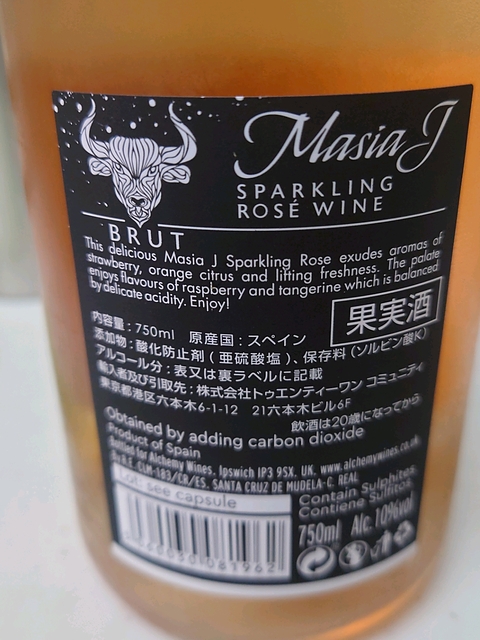 Masia J
SPARKLING
ROSÉ WINE
BRUT
This delicious Masia J Sparkling Rose exudes aromas of
strawberry, orange citrus and lifting freshness. The palate
enjoys flavours of raspberry and tangerine which is balanced
by delicate acidity. Enjoy!
果実酒
内容量：750ml 原産国：スペイン
添加物：酸化防止剤(亜硫酸塩)、保存料(ソルビン酸K)
アルコール分：表又は裏ラベルに記載
輸入者及び引取先：株式会社トゥエンティーワン コミュニティ
東京都港区六本木6-1-12 21六本木ビル6F
飲酒は20歳になってから
Obtained by adding carbon dioxide
Product of Spain
Bottled for Alchemy Wines. Ipswich IP3 9SX. UK. www.alchemywines.co.uk
R.E. CLM-183/CR/ES. SANTA CRUZ DE MUDELA-C. REAL
Lot: see capsule
Contain Sulphites
Contiene Sulfitos
750ml Alc. 10%vol